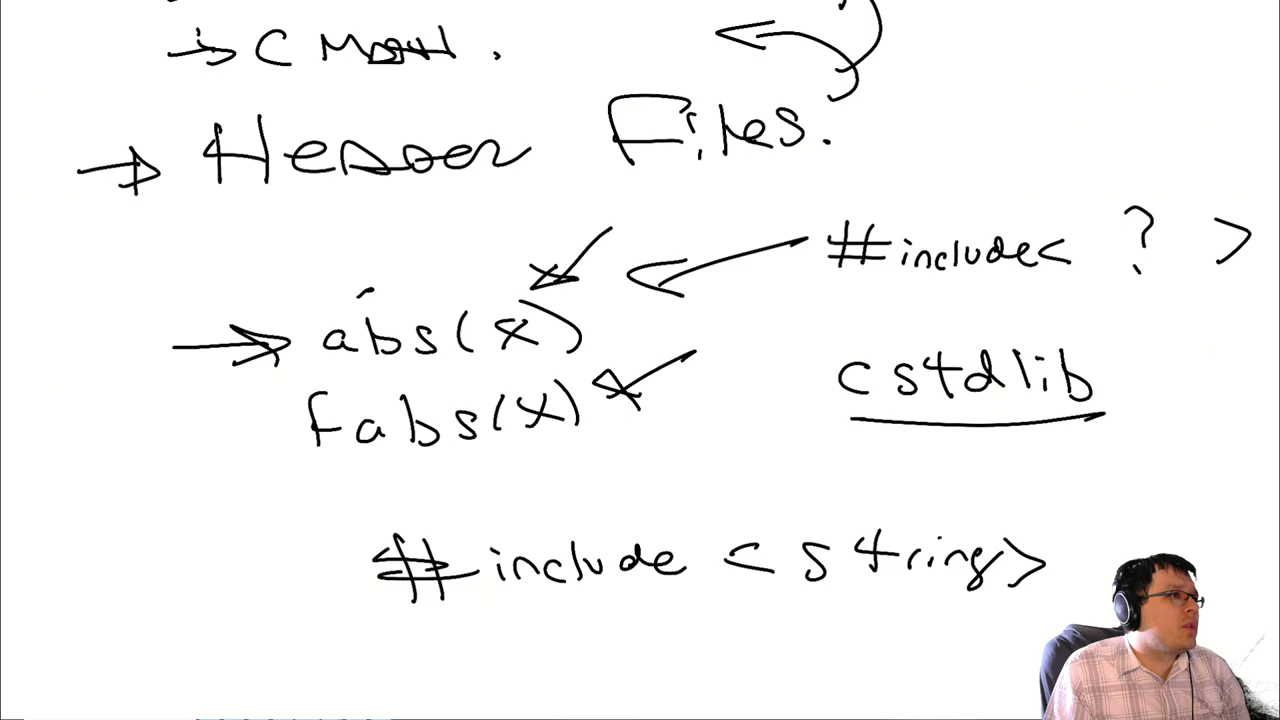 → C Math.
→ Header Files.
#include< ? >
→ abs(x)
fabs(x)
cstdlib
#include <string>